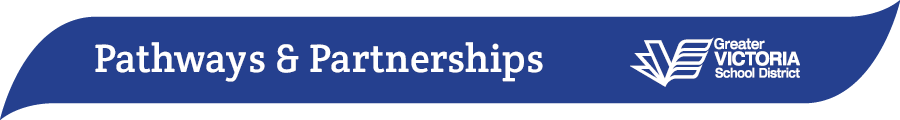 Pathways & Partnerships
Greater
VICTORIA
School District